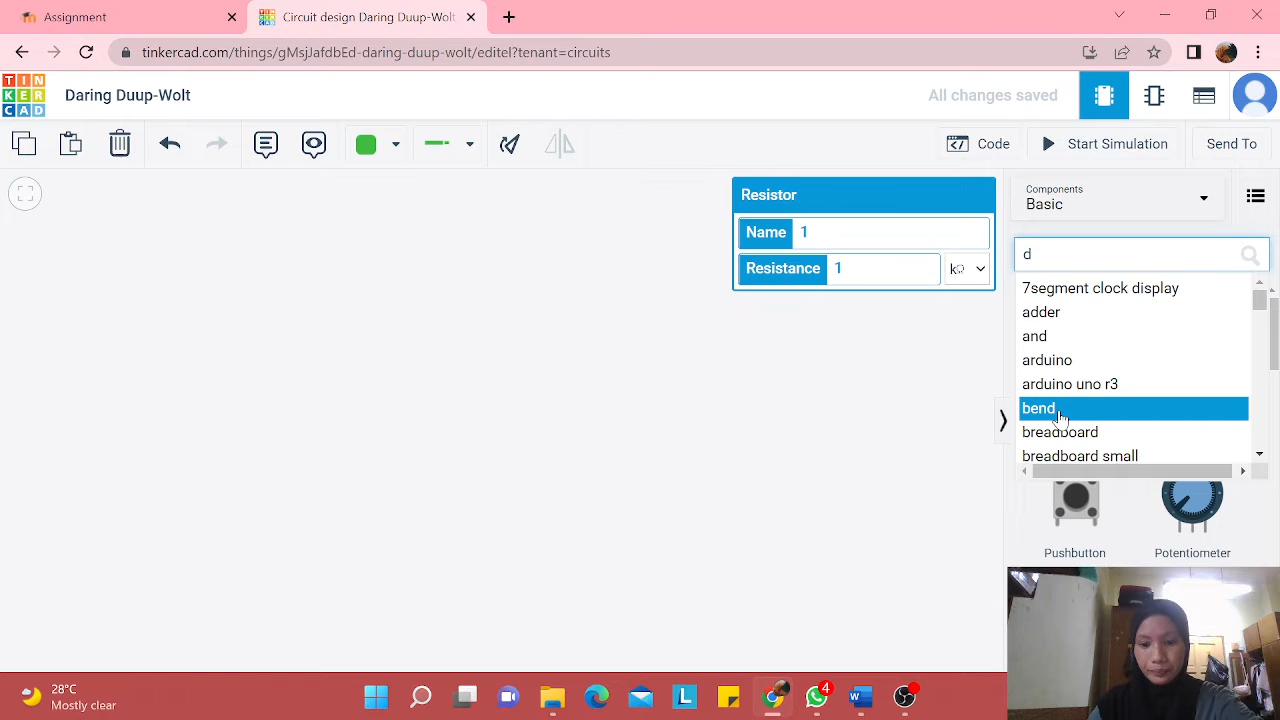 Assignment
Circuit design Daring Duup-Wolt
tinkercad.com/things/gMsjJafdbEd-daring-duup-wolt/editel?tenant=circuits
TIN
KER
CAD
Daring Duup-Wolt
All changes saved
Code
Start Simulation
Send To
Resistor
Name 1
Resistance 1 kΩ
Components
Basic
d
7segment clock display
adder
and
arduino
arduino uno r3
bend
breadboard
breadboard small
Pushbutton
Potentiometer
28°C
Mostly clear
L
4